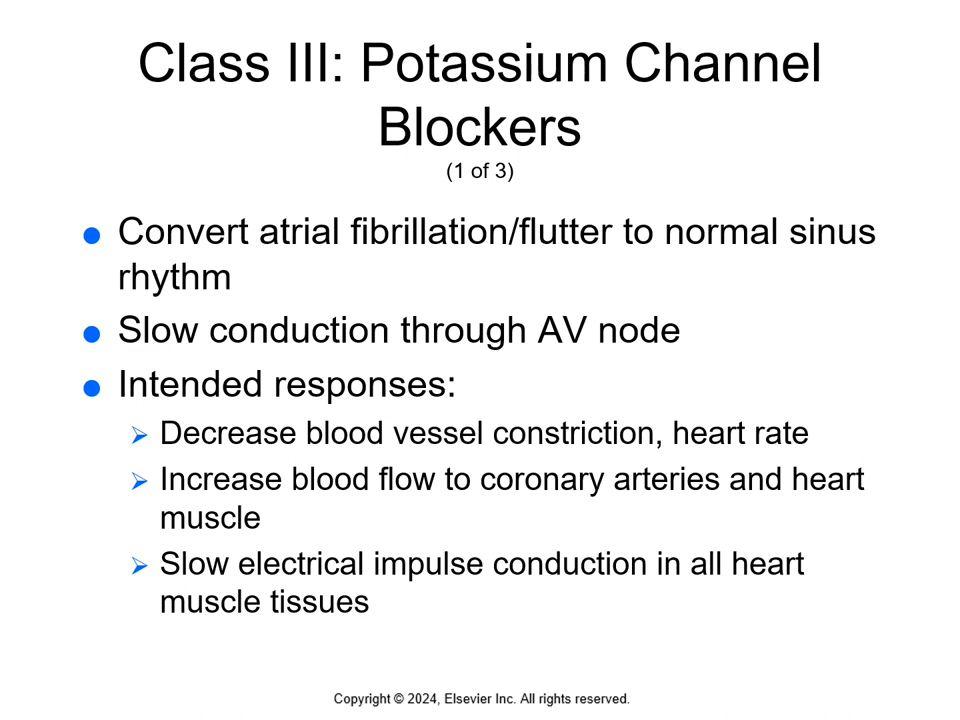 Class III: Potassium Channel
Blockers
(1 of 3)
● Convert atrial fibrillation/flutter to normal sinus
rhythm
● Slow conduction through AV node
● Intended responses:
➢ Decrease blood vessel constriction, heart rate
➢ Increase blood flow to coronary arteries and heart
muscle
➢ Slow electrical impulse conduction in all heart
muscle tissues
Copyright © 2024, Elsevier Inc. All rights reserved.